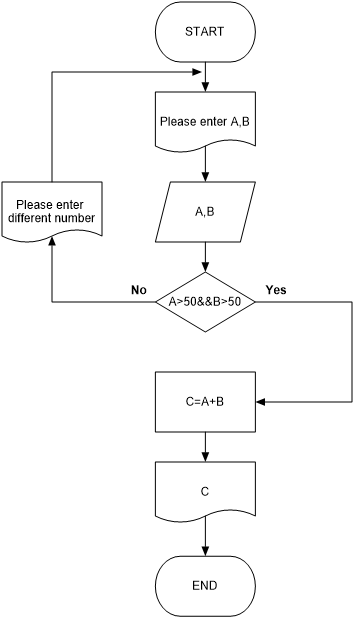 START
Please enter A,B
Please enter
different number
A,B
No
A>50&&B>50
Yes
C=A+B
C
END